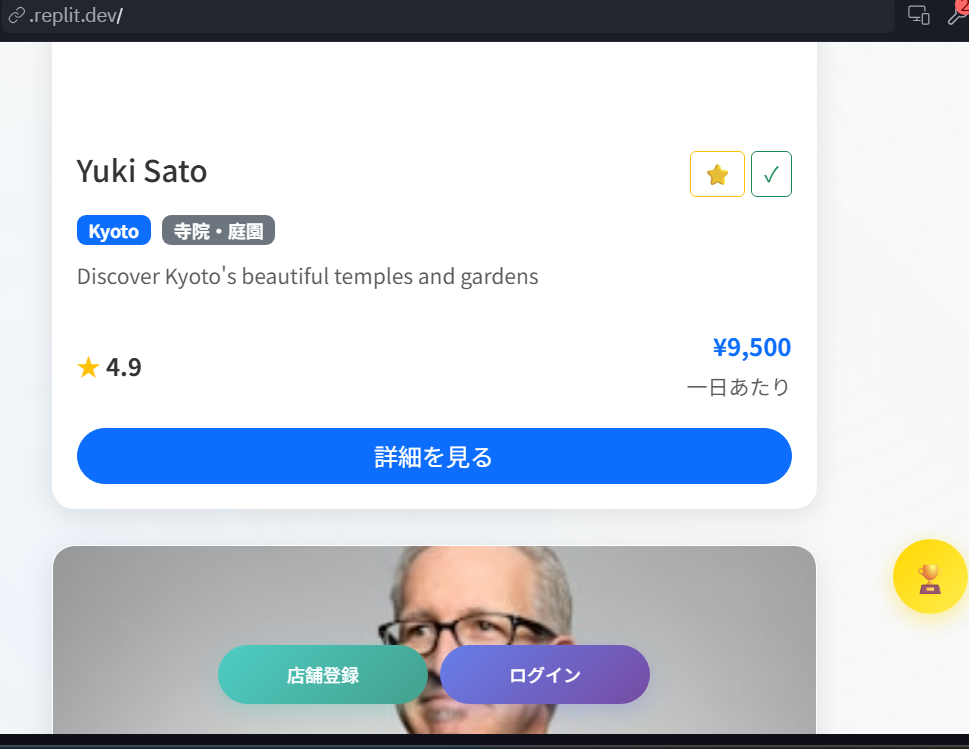 .replit.dev/
2
Yuki Sato
Kyoto
寺院・庭園
Discover Kyoto's beautiful temples and gardens
★ 4.9
¥9,500
一日あたり
詳細を見る
店舗登録
ログイン